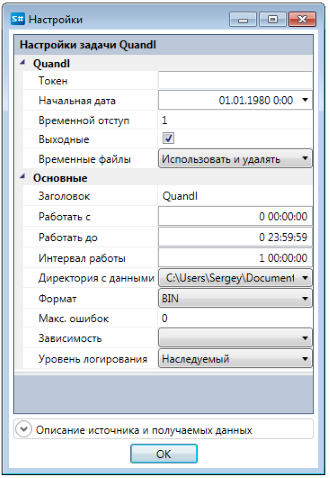 S# Настройки
Настройки задачи Quandl
Quandl
Токен
Начальная дата 01.01.1980 0:00
Временной отступ 1
Выходные
Временные файлы Использовать и удалять
Основные
Заголовок Quandl
Работать с 0 00:00:00
Работать до 0 23:59:59
Интервал работы 1 00:00:00
Директория с данными C:\Users\Sergey\Document
Формат BIN
Макс. ошибок 0
Зависимость
Уровень логирования Наследуемый
Описание источника и получаемых данных
OK